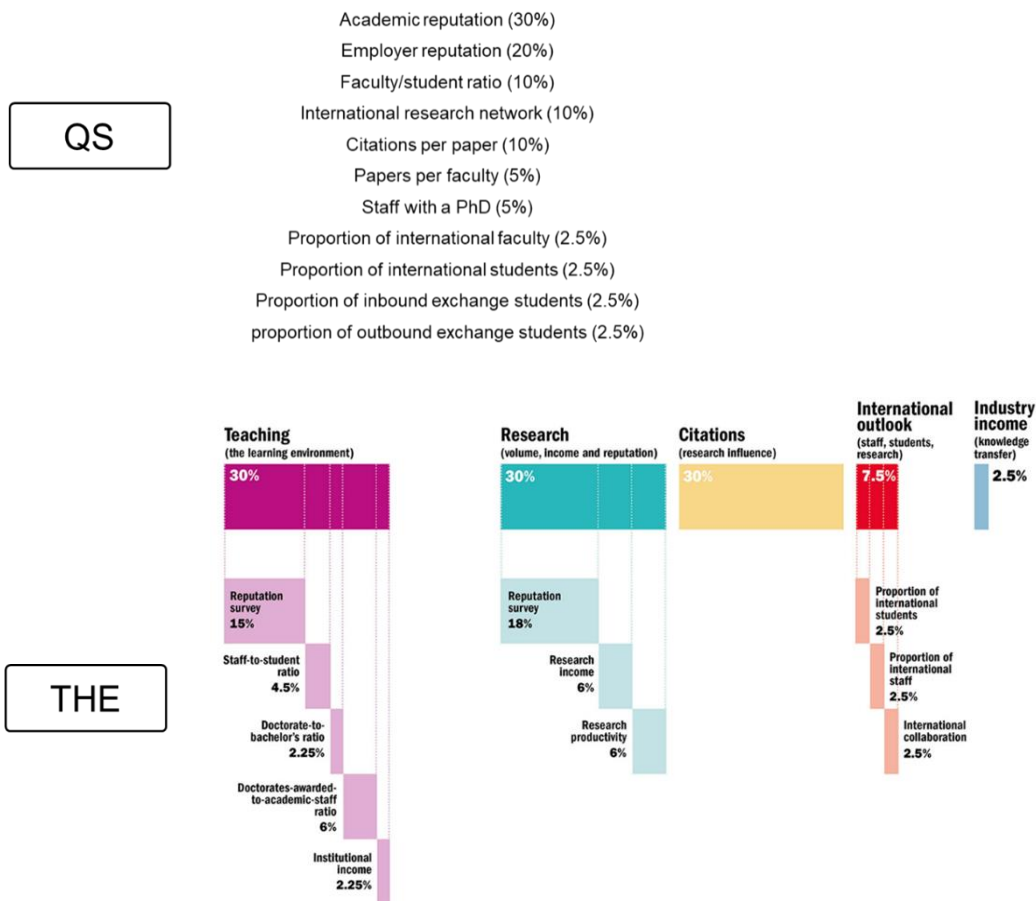 Academic reputation (30%)
Employer reputation (20%)
Faculty/student ratio (10%)
International research network (10%)
QS
Citations per paper (10%)
Papers per faculty (5%)
Staff with a PhD (5%)
Proportion of international faculty (2.5%)
Proportion of international students (2.5%)
Proportion of inbound exchange students (2.5%)
proportion of outbound exchange students (2.5%)
Teaching
(the learning environment)
30%
Research
(volume, income and reputation)
30%
Citations
(research influence)
30%
International
outlook
(staff, students,
research)
7.5%
Industry
income
(knowledge
transfer)
2.5%
THE
Reputation
survey
15%
Staff-to-student
ratio
4.5%
Doctorate-to-
bachelor's ratio
2.25%
Doctorates-awarded-
to-academic-staff
ratio
6%
Institutional
income
2.25%
Reputation
survey
18%
Research
income
6%
Research
productivity
6%
Proportion of
international
students
2.5%
Proportion of
international
staff
2.5%
International
collaboration
2.5%